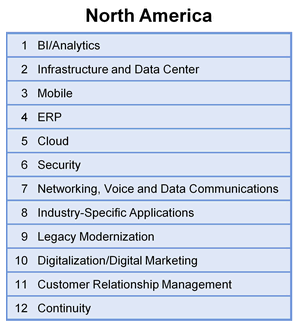 North America
1 BI/Analytics
2 Infrastructure and Data Center
3 Mobile
4 ERP
5 Cloud
6 Security
7 Networking, Voice and Data Communications
8 Industry-Specific Applications
9 Legacy Modernization
10 Digitalization/Digital Marketing
11 Customer Relationship Management
12 Continuity